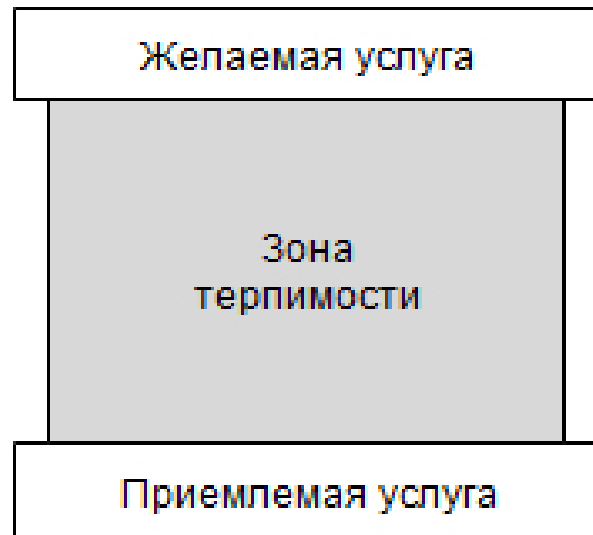 Желаемая услуга
Зона
терпимости
Приемлемая услуга